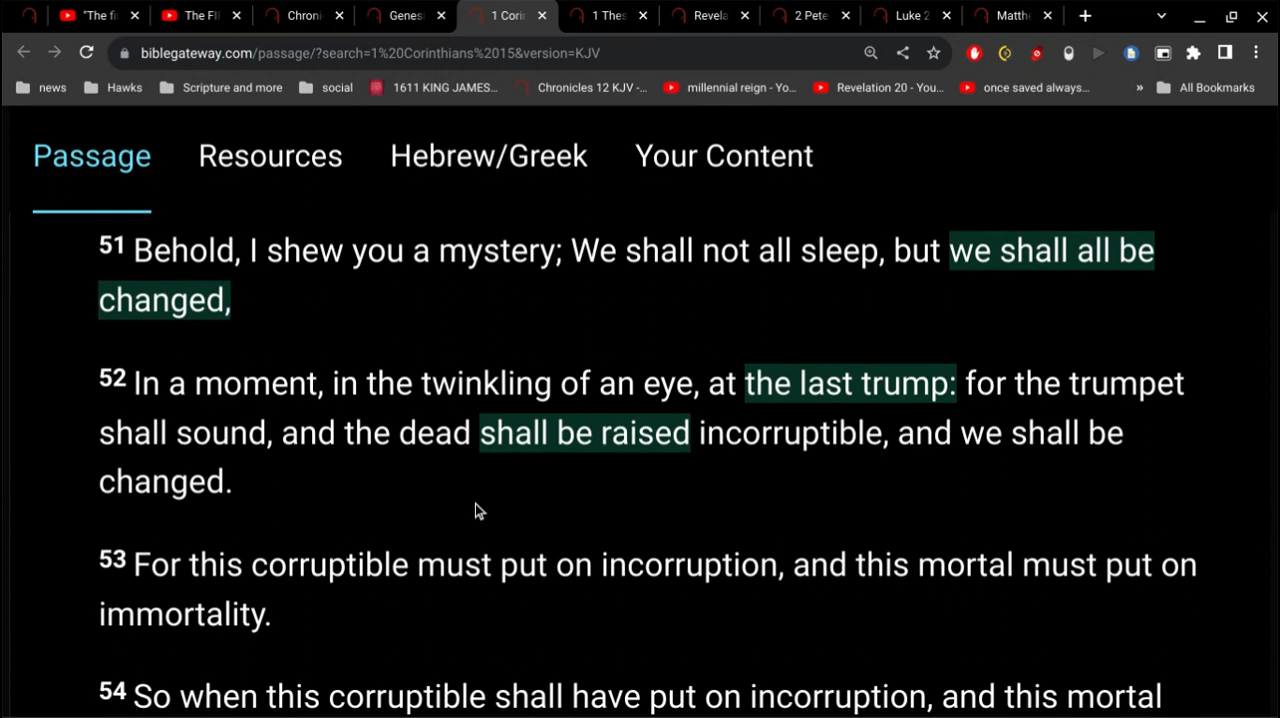 "The fi
The Fli
Chroni
Genesi
1 Corin
1 Thes
Revela
2 Pete
Luke 2
Matthe
biblegateway.com/passage/?search=1%20Corinthians%2015&version=KJV
news
Hawks
Scripture and more
social
1611 KING JAMES...
Chronicles 12 KJV -...
millennial reign - Yo...
Revelation 20 - You...
once saved always...
»
All Bookmarks
Passage
Resources
Hebrew/Greek
Your Content
51 Behold, I shew you a mystery; We shall not all sleep, but we shall all be
changed,
52 In a moment, in the twinkling of an eye, at the last trump: for the trumpet
shall sound, and the dead shall be raised incorruptible, and we shall be
changed.
53 For this corruptible must put on incorruption, and this mortal must put on
immortality.
54 So when this corruptible shall have put on incorruption, and this mortal